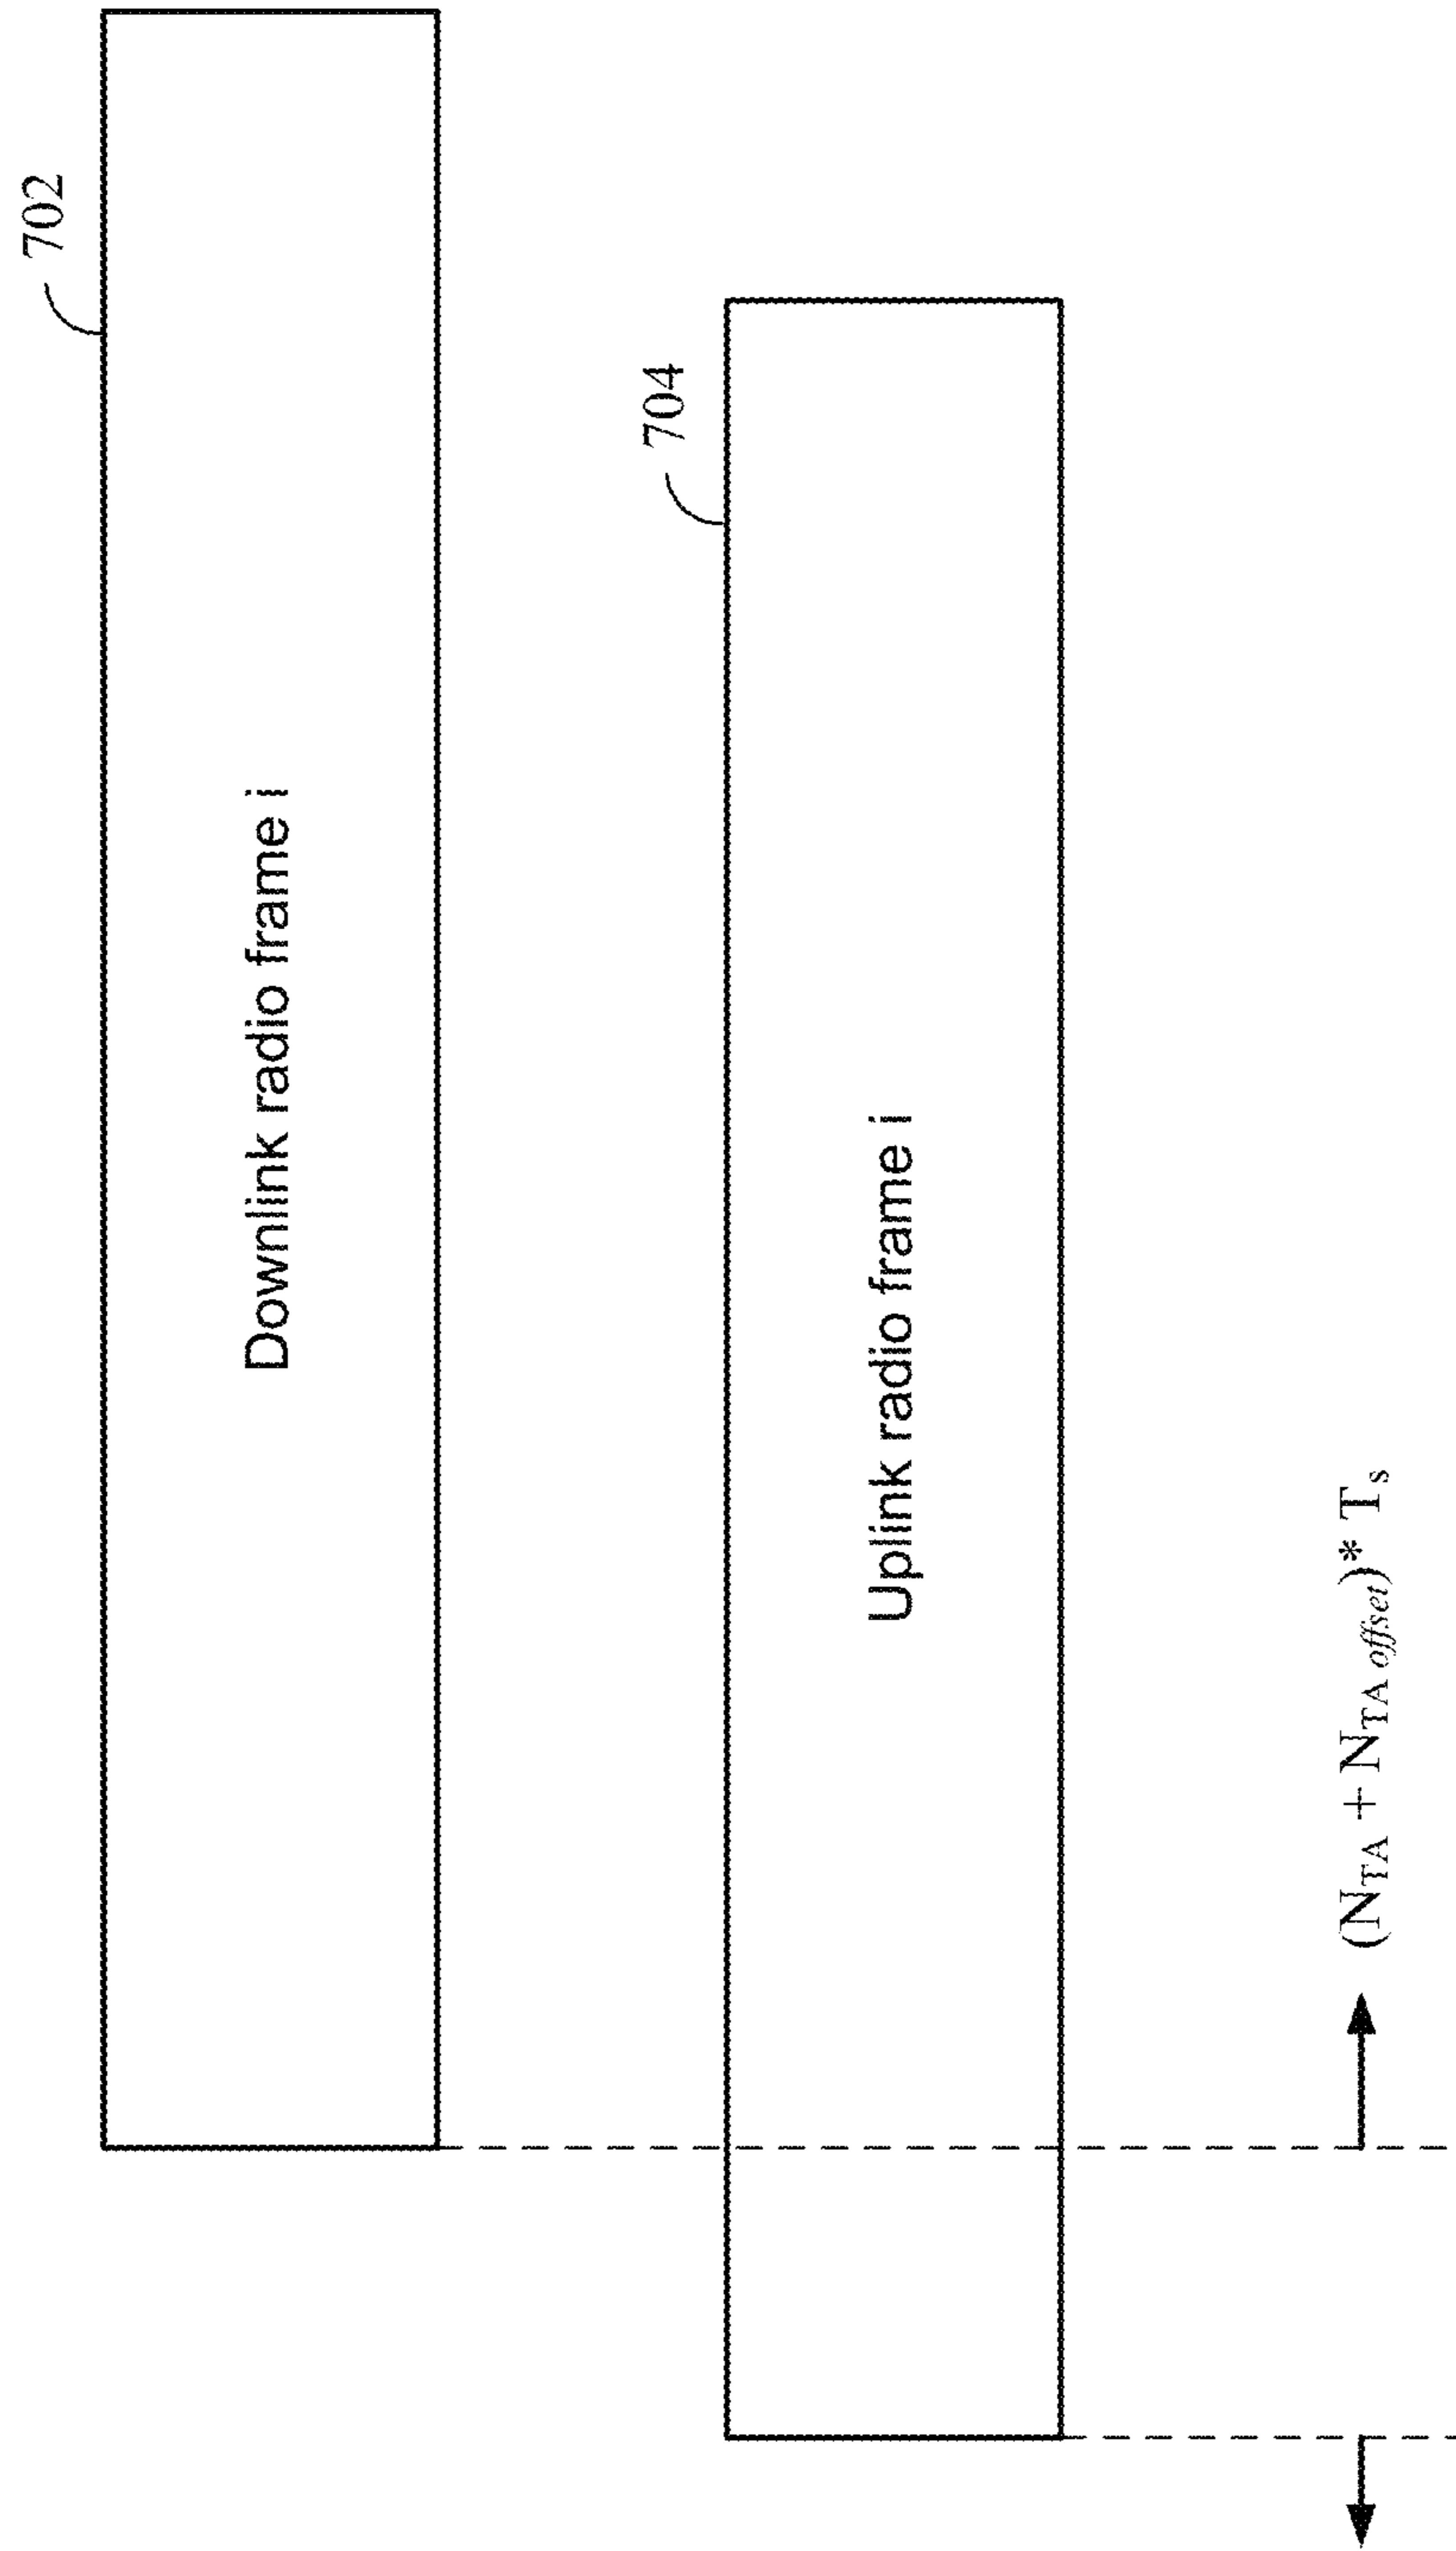 702
Downlink radio frame i
704
Uplink radio frame i
(N_TA + N_TA offset)* T_s